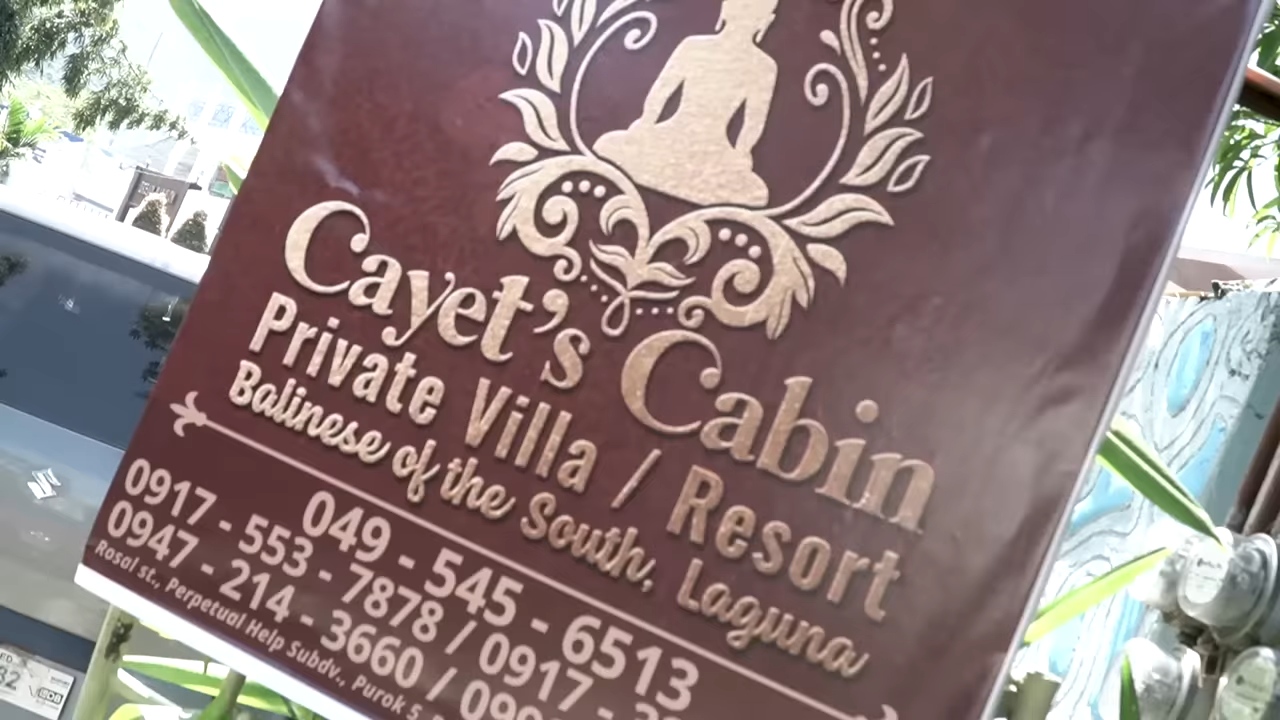 Cayet's Cabin
Private Villa / Resort
Balinese of the South, Laguna
049 - 545 - 6513
0917 - 553 - 7878 / 0917 -
0947 - 214 - 3660 /
Rosal st., Perpetual Help Subdv., Purok 5